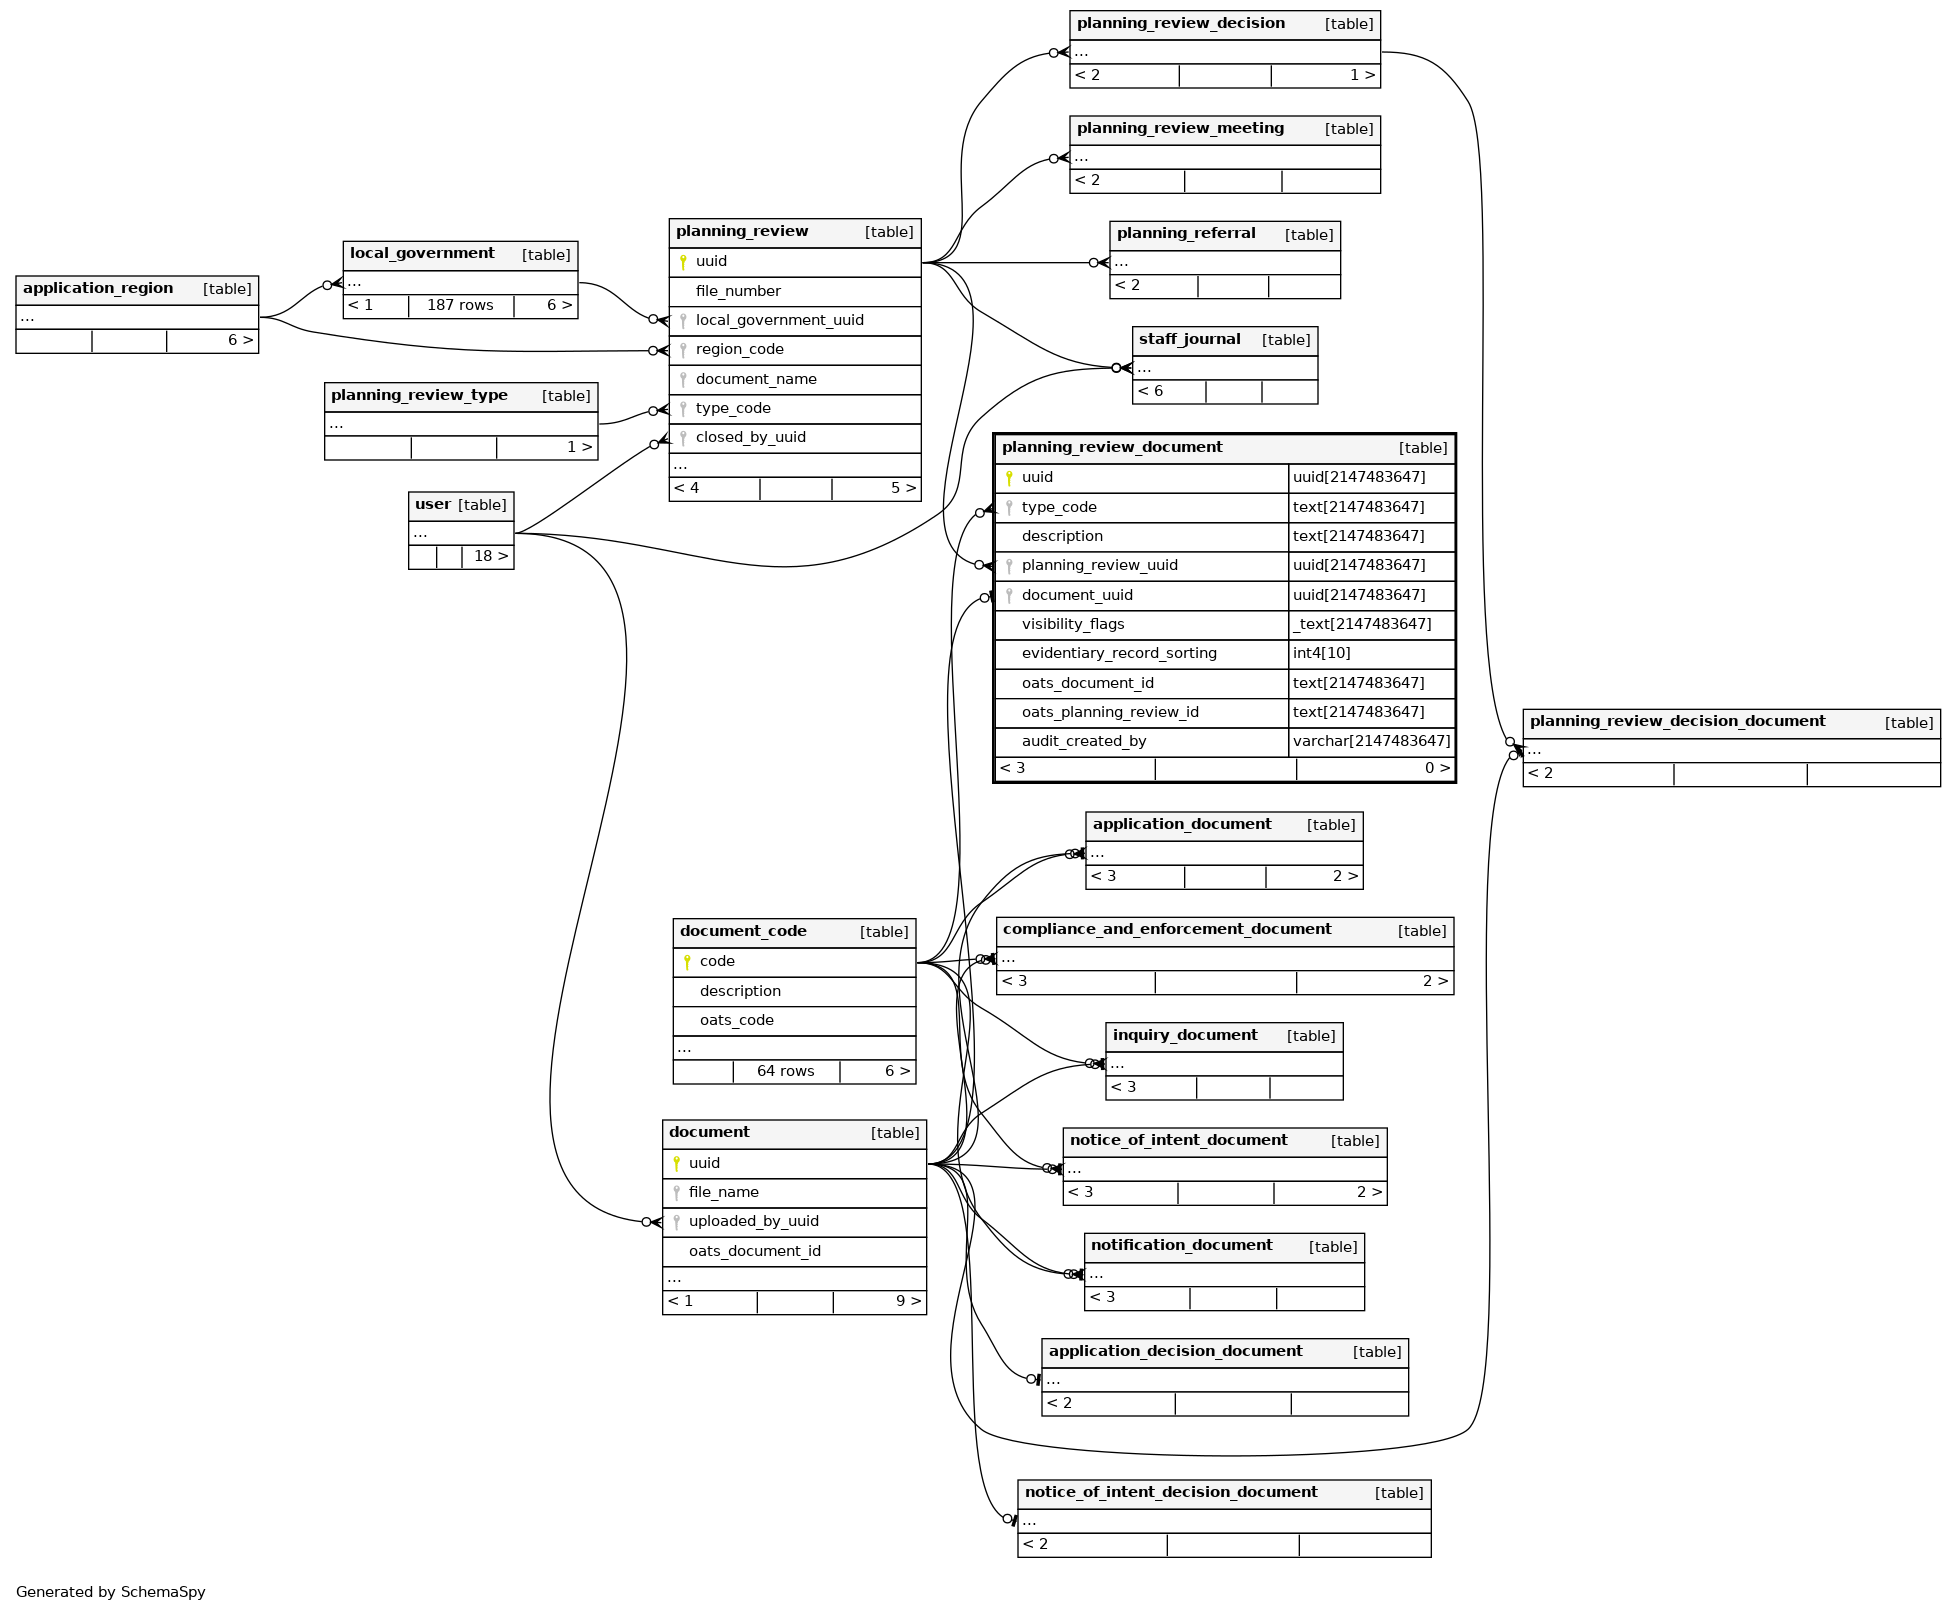 planning_review_decision [table]
...
< 2 1 >
planning_review_meeting [table]
...
< 2
planning_referral [table]
...
< 2
staff_journal [table]
...
< 6
application_region [table]
...
6 >
local_government [table]
...
< 1 187 rows 6 >
planning_review_type [table]
...
1 >
user [table]
...
18 >
planning_review [table]
uuid
file_number
local_government_uuid
region_code
document_name
type_code
closed_by_uuid
...
< 4 5 >
planning_review_document [table]
uuid uuid[2147483647]
type_code text[2147483647]
description text[2147483647]
planning_review_uuid uuid[2147483647]
document_uuid uuid[2147483647]
visibility_flags _text[2147483647]
evidentiary_record_sorting int4[10]
oats_document_id text[2147483647]
oats_planning_review_id text[2147483647]
audit_created_by varchar[2147483647]
< 3 0 >
planning_review_decision_document [table]
...
< 2
application_document [table]
...
< 3 2 >
compliance_and_enforcement_document [table]
...
< 3 2 >
document_code [table]
code
description
oats_code
...
64 rows 6 >
inquiry_document [table]
...
< 3
document [table]
uuid
file_name
uploaded_by_uuid
oats_document_id
...
< 1 9 >
notice_of_intent_document [table]
...
< 3 2 >
notification_document [table]
...
< 3
application_decision_document [table]
...
< 2
notice_of_intent_decision_document [table]
...
< 2
Generated by SchemaSpy